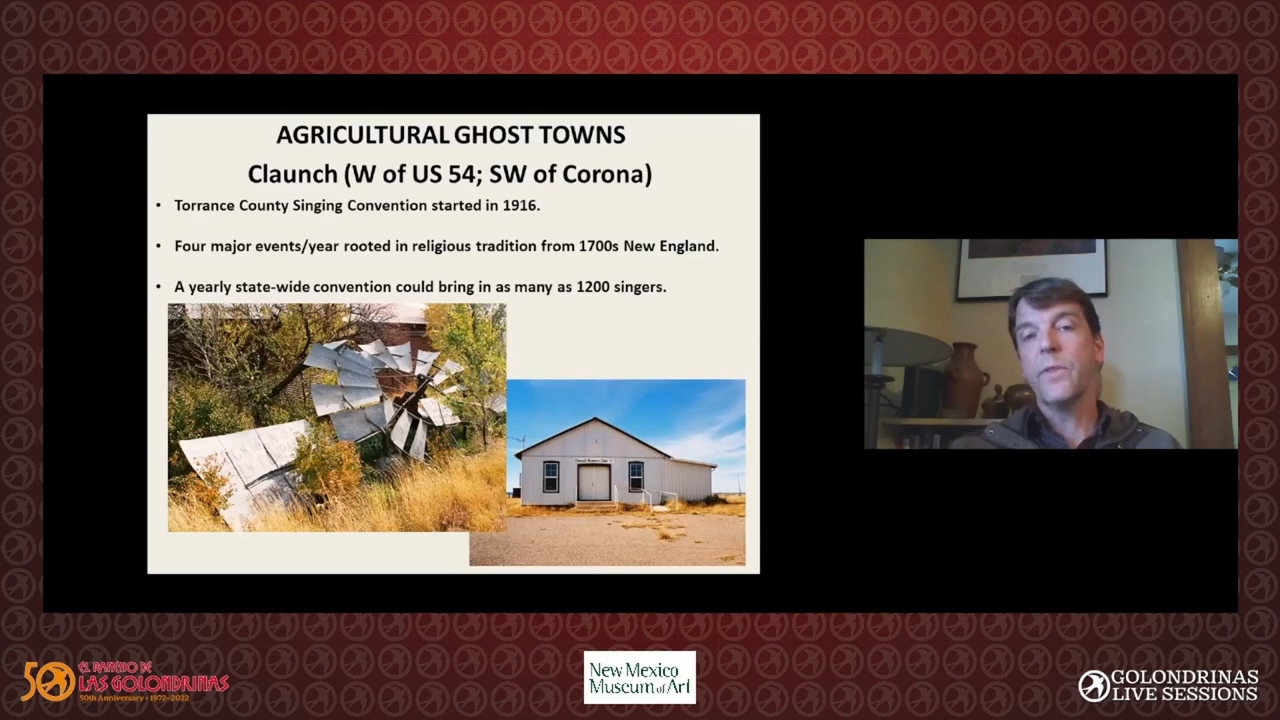 AGRICULTURAL GHOST TOWNS
Claunch (W of US 54; SW of Corona)
• Torrance County Singing Convention started in 1916.
• Four major events/year rooted in religious tradition from 1700s New England.
• A yearly state-wide convention could bring in as many as 1200 singers.
50
EL RANCHO DE
LAS GOLONDRINAS
50th Anniversary • 1972-2022
New Mexico
Museum of Art
GOLONDRINAS
LIVE SESSIONS